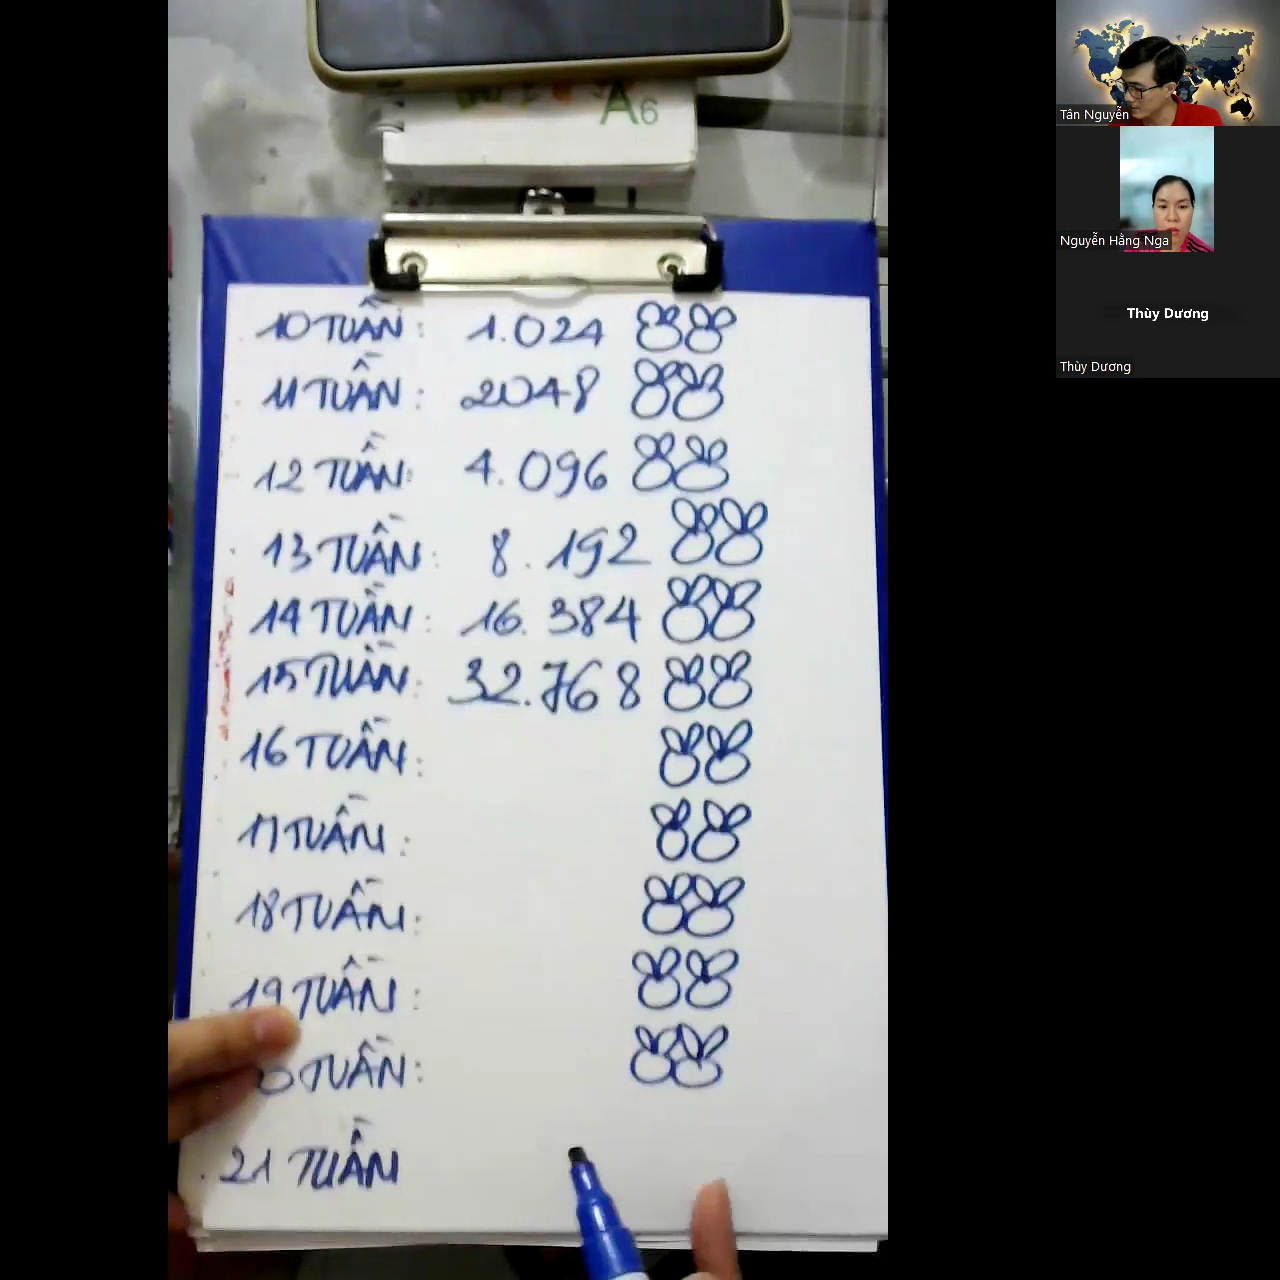 A6
10 TUẦN: 1.024
11 TUẦN: 2048
12 TUẦN: 4.096
13 TUẦN: 8.192
14 TUẦN: 16.384
15 TUẦN: 32.768
16 TUẦN:
17 TUẦN:
18 TUẦN:
19 TUẦN:
0 TUẦN:
21 TUẦN
Tân Nguyễn
Nguyễn Hằng Nga
Thùy Dương
Thùy Dương